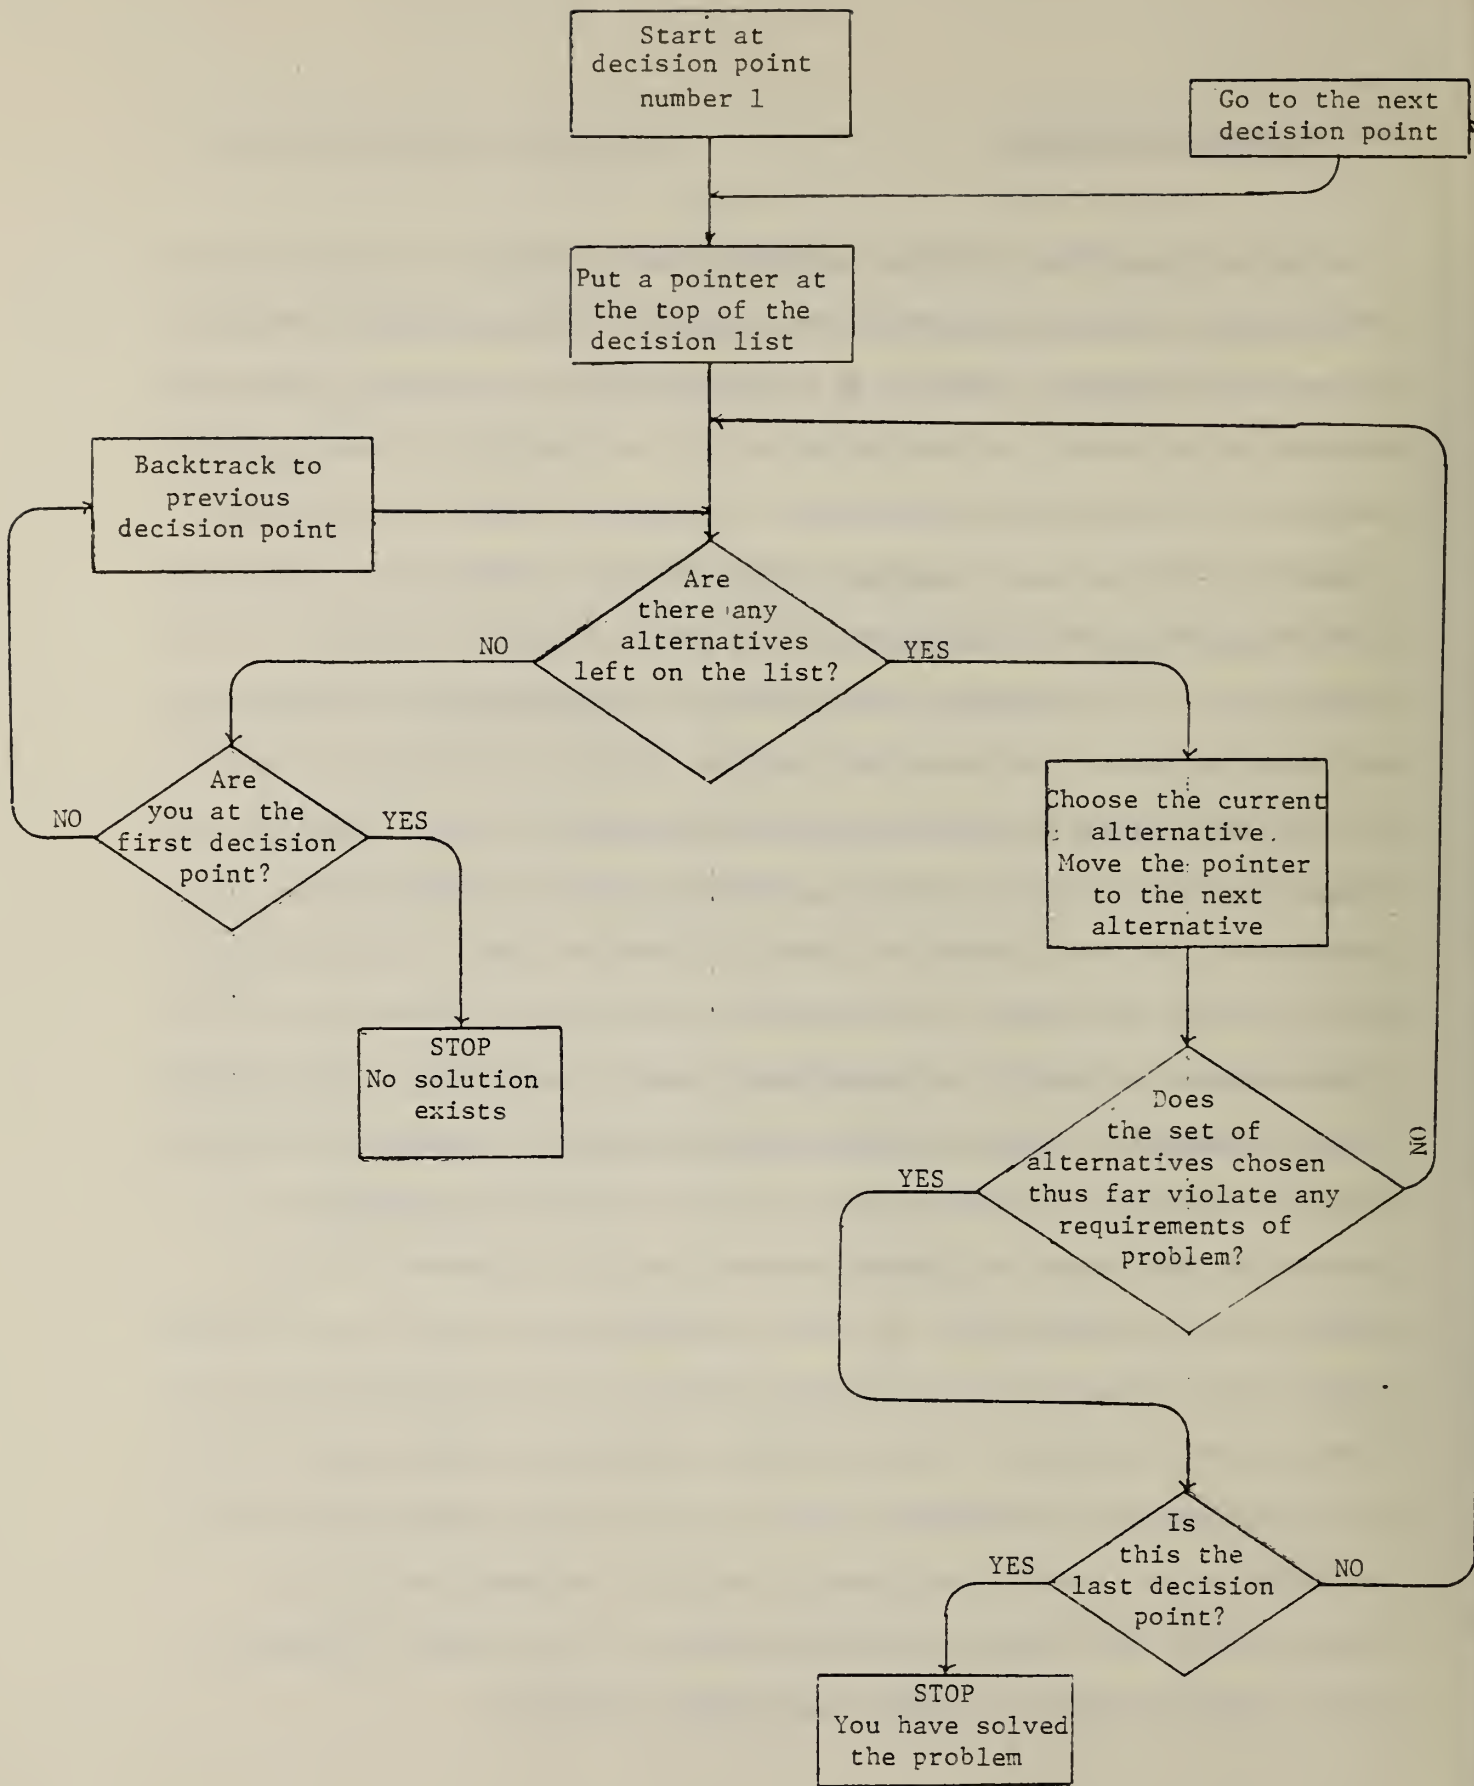 Start at
decision point
number 1
Go to the next
decision point
Put a pointer at
the top of the
decision list
Backtrack to
previous
decision point
Are
there any
alternatives
left on the list?
NO
YES
Are
you at the
first decision
point?
NO
YES
Choose the current
alternative.
Move the pointer
to the next
alternative
STOP
No solution
exists
Does
the set of
alternatives chosen
thus far violate any
requirements of
problem?
YES
NO
Is
this the
last decision
point?
YES
NO
STOP
You have solved
the problem